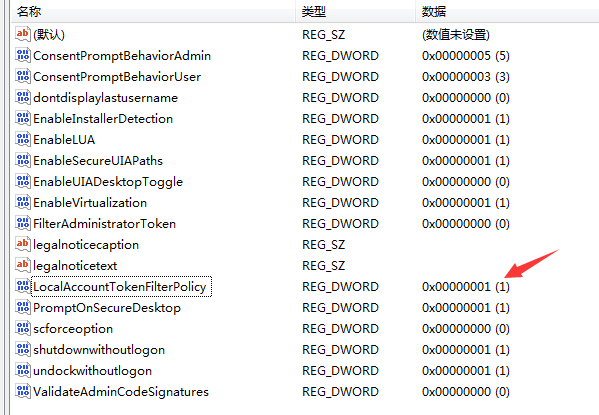 名称 类型 数据
(默认) REG_SZ (数值未设置)
ConsentPromptBehaviorAdmin REG_DWORD 0x00000005 (5)
ConsentPromptBehaviorUser REG_DWORD 0x00000003 (3)
dontdisplaylastusername REG_DWORD 0x00000000 (0)
EnableInstallerDetection REG_DWORD 0x00000001 (1)
EnableLUA REG_DWORD 0x00000001 (1)
EnableSecureUIAPaths REG_DWORD 0x00000001 (1)
EnableUIADesktopToggle REG_DWORD 0x00000000 (0)
EnableVirtualization REG_DWORD 0x00000001 (1)
FilterAdministratorToken REG_DWORD 0x00000000 (0)
legalnoticecaption REG_SZ
legalnoticetext REG_SZ
LocalAccountTokenFilterPolicy REG_DWORD 0x00000001 (1)
PromptOnSecureDesktop REG_DWORD 0x00000001 (1)
scforceoption REG_DWORD 0x00000000 (0)
shutdownwithoutlogon REG_DWORD 0x00000001 (1)
undockwithoutlogon REG_DWORD 0x00000001 (1)
ValidateAdminCodeSignatures REG_DWORD 0x00000000 (0)